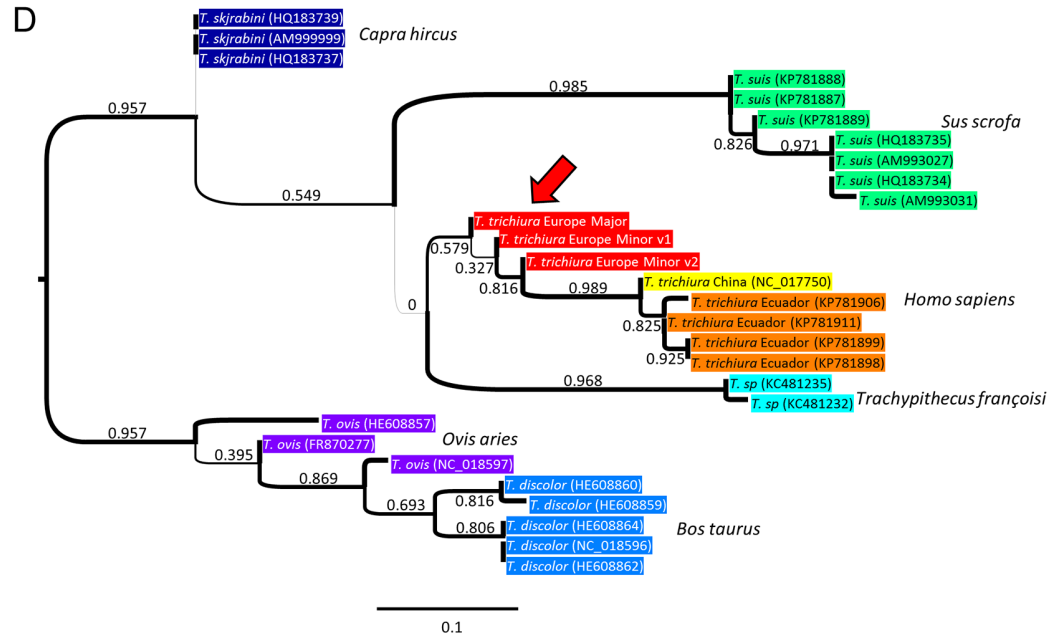 D
T. skjrabini (HQ183739)
T. skjrabini (AM999999)
T. skjrabini (HQ183737)
Capra hircus
0.957
0.985
T. suis (KP781888)
T. suis (KP781887)
T. suis (KP781889)
Sus scrofa
0.826
0.971
T. suis (HQ183735)
T. suis (AM993027)
T. suis (HQ183734)
T. suis (AM993031)
0.549
T. trichiura Europe Major
0.579
T. trichiura Europe Minor v1
0.327
T. trichiura Europe Minor v2
0.816
0.989
T. trichiura China (NC_017750)
T. trichiura Ecuador (KP781906)
Homo sapiens
0
0.825
T. trichiura Ecuador (KP781911)
T. trichiura Ecuador (KP781899)
0.925
T. trichiura Ecuador (KP781898)
0.968
T. sp (KC481235)
T. sp (KC481232)
Trachypithecus françoisi
0.957
T. ovis (HE608857)
Ovis aries
0.395
T. ovis (FR870277)
0.869
T. ovis (NC_018597)
0.693
0.816
T. discolor (HE608860)
T. discolor (HE608859)
0.806
T. discolor (HE608864)
Bos taurus
T. discolor (NC_018596)
T. discolor (HE608862)
0.1